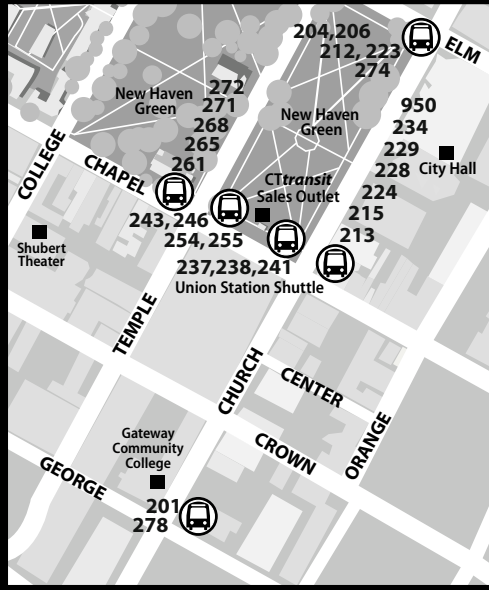 204,206
212, 223
274
ELM
New Haven
Green
272
271
268
265
261
New Haven
Green
950
234
229
228
224
215
213
City Hall
COLLEGE
CHAPEL
CTtransit
Sales Outlet
243, 246
254, 255
237,238,241
Union Station Shuttle
Shubert
Theater
TEMPLE
CHURCH
CENTER
ORANGE
CROWN
Gateway
Community
College
GEORGE
201
278